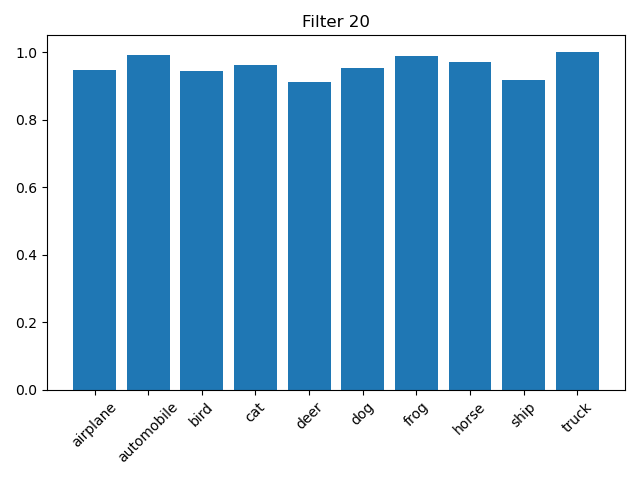 Filter 20
1.0
0.8
0.6
0.4
0.2
0.0
airplane
automobile
bird
cat
deer
dog
frog
horse
ship
truck